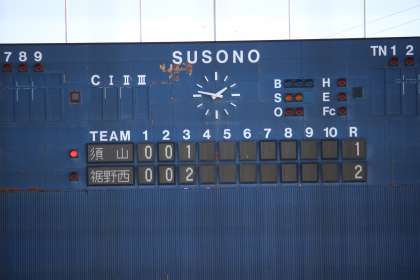 SUSONO
7 8 9
TN 1 2
C Ⅰ Ⅱ Ⅲ
B H
S E
O Fc
TEAM 1 2 3 4 5 6 7 8 9 10 R
須山 0 0 1 1
裾野西 0 0 2 2